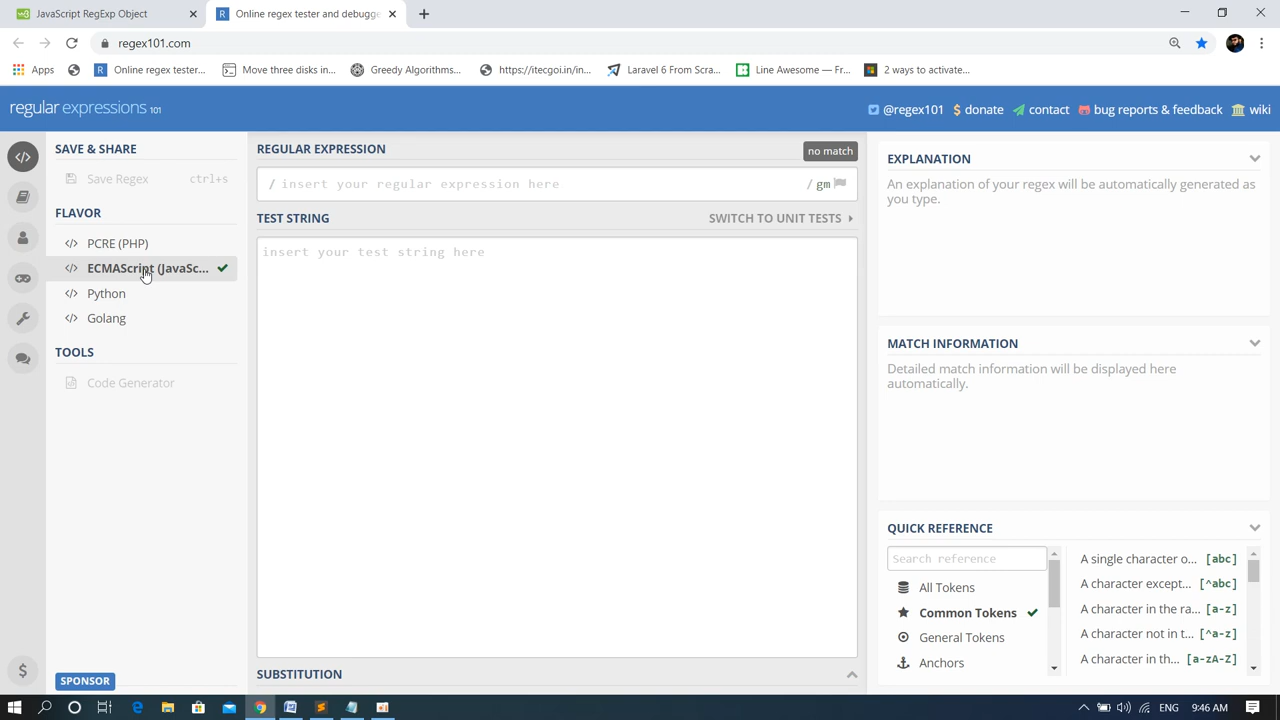 JavaScript RegExp Object
Online regex tester and debugge
regex101.com
Apps
Online regex tester...
Move three disks in...
Greedy Algorithms...
https://itecgoi.in/in...
Laravel 6 From Scra...
Line Awesome — Fr...
2 ways to activate...
regular expressions 101
@regex101
$ donate
contact
bug reports & feedback
wiki
SAVE & SHARE
Save Regex ctrl+s
FLAVOR
</> PCRE (PHP)
</> ECMAScript (JavaSc...
</> Python
</> Golang
TOOLS
Code Generator
SPONSOR
REGULAR EXPRESSION
no match
/ insert your regular expression here / gm
TEST STRING
SWITCH TO UNIT TESTS
insert your test string here
SUBSTITUTION
EXPLANATION
An explanation of your regex will be automatically generated as
you type.
MATCH INFORMATION
Detailed match information will be displayed here
automatically.
QUICK REFERENCE
Search reference
All Tokens
Common Tokens
General Tokens
Anchors
A single character o... [abc]
A character except... [^abc]
A character in the ra... [a-z]
A character not in t... [^a-z]
A character in th... [a-zA-Z]
ENG
9:46 AM